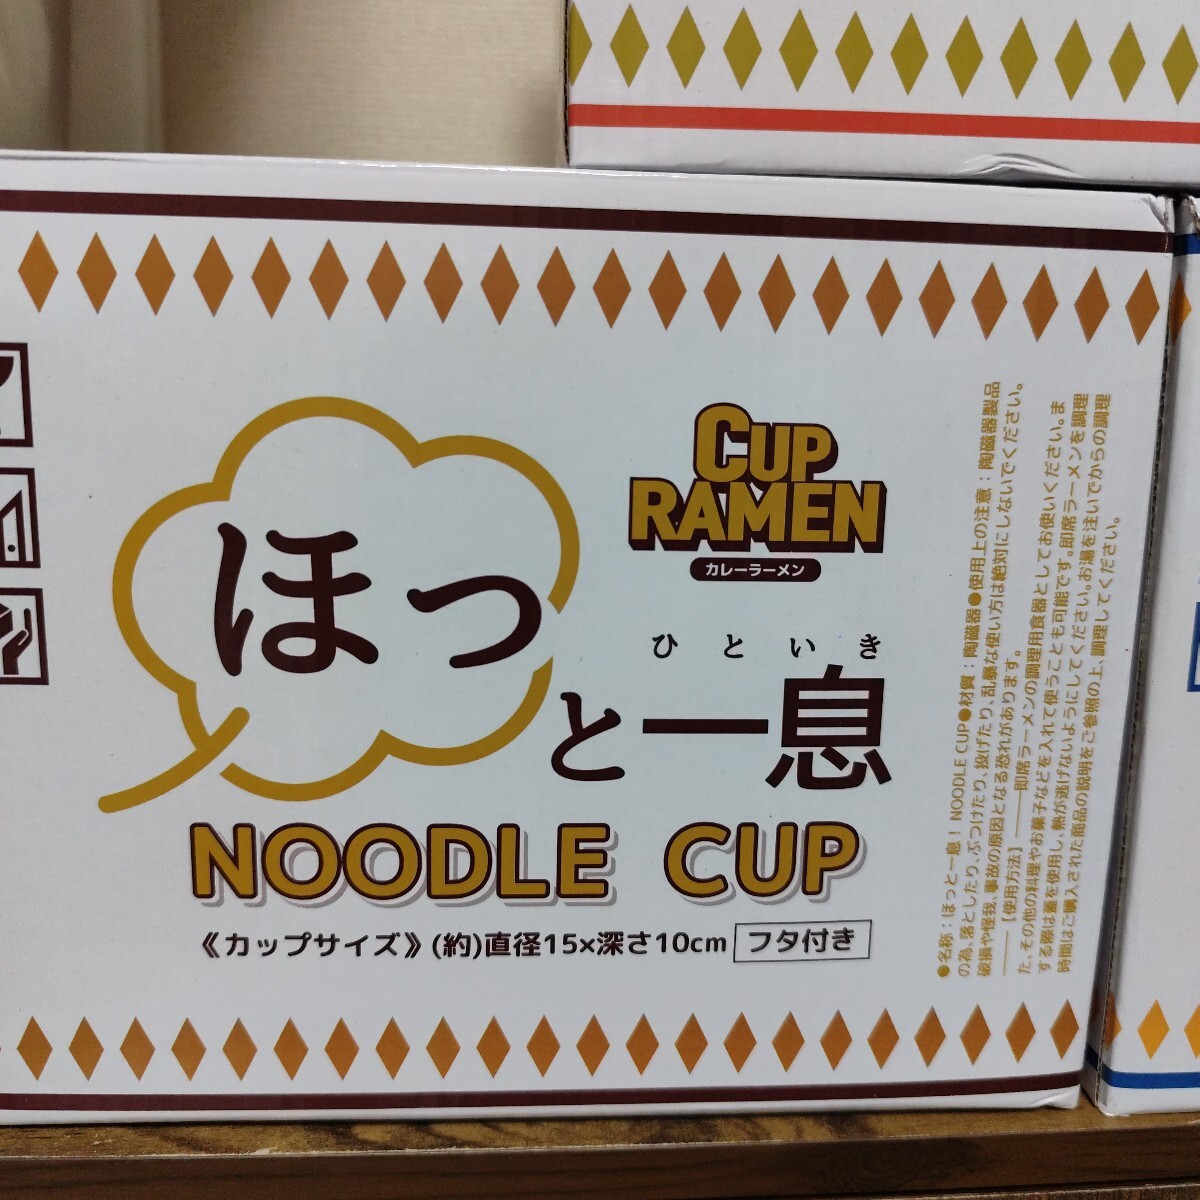 CUP
RAMEN
カレーラーメン
ほっ
と一息
ひといき
NOODLE CUP
《カップサイズ》(約)直径15×深さ10cm フタ付き
●名称：ほっと一息！NOODLE CUP●材質：陶磁器●使用上の注意：陶磁器製品
の為、落としたり、ぶつけたり、投げたり、乱暴な使い方は絶対にしないでください。
破損や怪我、事故の原因となる恐れがあります。
【使用方法】 即席ラーメンの調理用食器としてお使いください。ま
た、その他の料理やお菓子などを入れて使うことも可能です。即席ラーメンを調理
する際は蓋を使用し、熱が逃げないようにしてください。お湯を注いでからの調理
時間はご購入された商品の説明をご参照の上、調理してください。